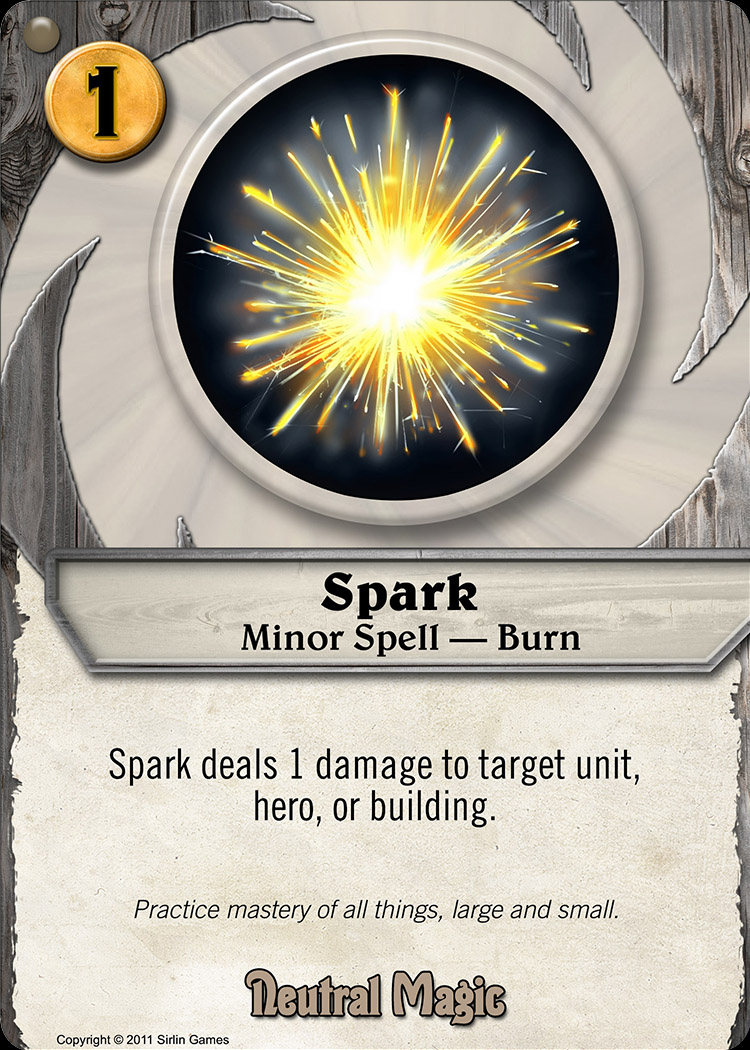 1
Spark
Minor Spell — Burn
Spark deals 1 damage to target unit,
hero, or building.
Practice mastery of all things, large and small.
Neutral Magic
Copyright © 2011 Sirlin Games